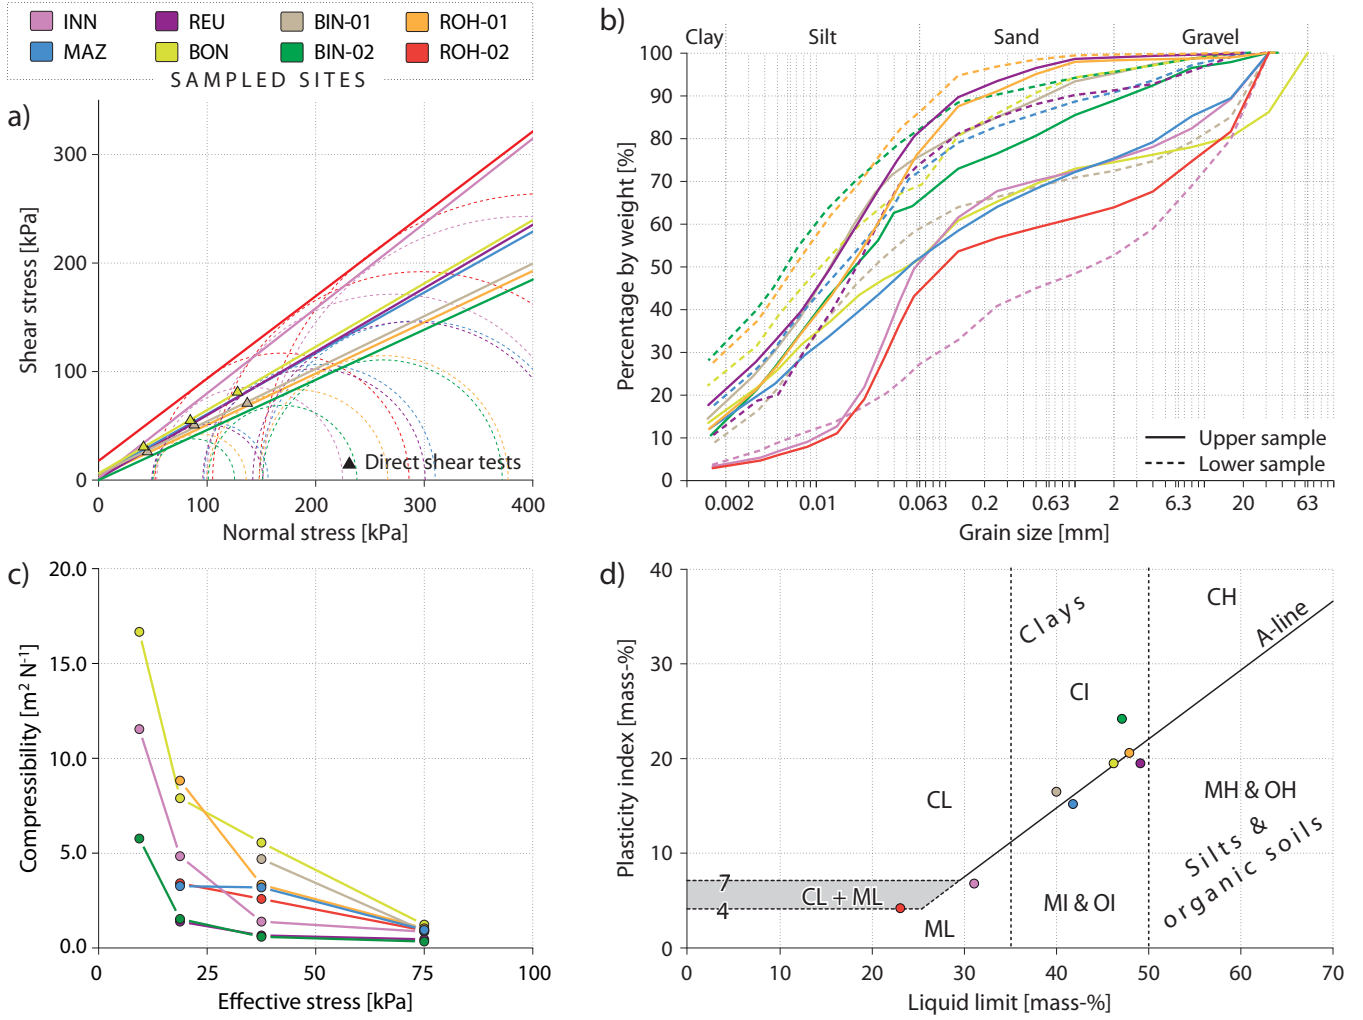 INN REU BIN-01 ROH-01
MAZ BON BIN-02 ROH-02
SAMPLED SITES
a)
300
200
100
0
Shear stress [kPa]
Direct shear tests
0 100 200 300 400
Normal stress [kPa]
b)
Clay Silt Sand Gravel
100
90
80
70
60
50
40
30
20
10
0
Percentage by weight [%]
Upper sample
Lower sample
0.002 0.01 0.063 0.2 0.63 2 6.3 20 63
Grain size [mm]
c)
20.0
15.0
10.0
5.0
0.0
Compressibility [m² N⁻¹]
0 25 50 75 100
Effective stress [kPa]
d)
40
30
20
10
0
Plasticity index [mass-%]
Clays
CH
A-line
CI
CL
MH & OH
Silts &
organic soils
7
CL + ML
4
MI & OI
ML
0 10 20 30 40 50 60 70
Liquid limit [mass-%]